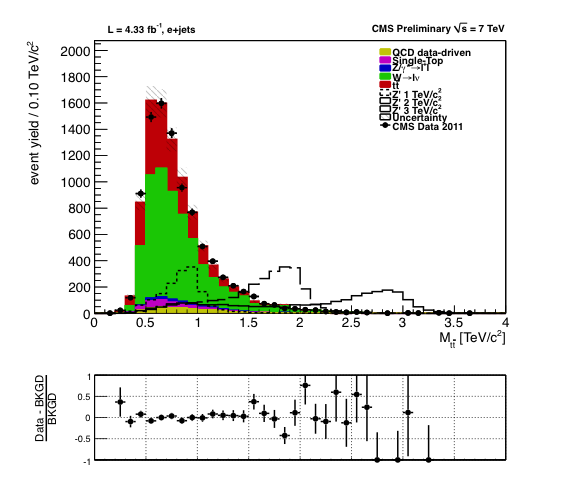 L = 4.33 fb⁻¹, e+jets
CMS Preliminary √s = 7 TeV
event yield / 0.10 TeV/c²
2000
1800
1600
1400
1200
1000
800
600
400
200
0
QCD data-driven
Single-Top
Z/γ*→l⁺l⁻
W→lν
tt̄
Z' 1 TeV/c²
Z' 2 TeV/c²
Z' 3 TeV/c²
Uncertainty
CMS Data 2011
0 0.5 1 1.5 2 2.5 3 3.5 4
M_tt̄ [TeV/c²]
Data - BKGD
BKGD
1
0.5
0
-0.5
-1